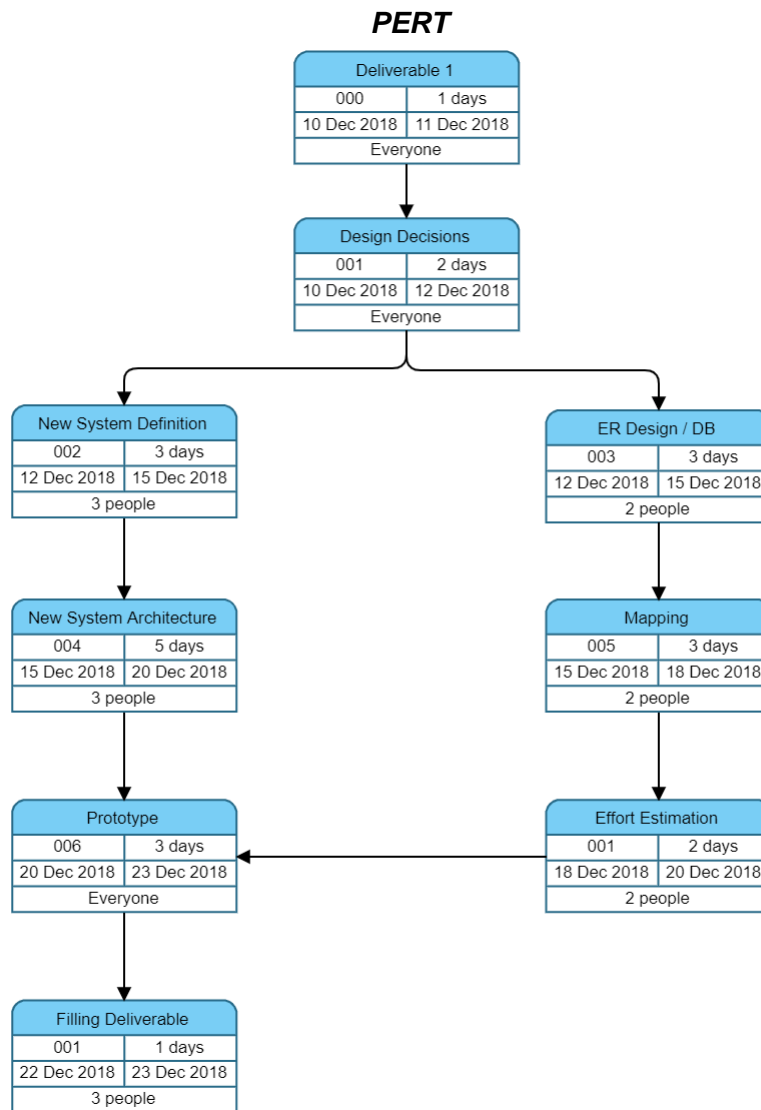 PERT
Deliverable 1
000 1 days
10 Dec 2018 11 Dec 2018
Everyone
Design Decisions
001 2 days
10 Dec 2018 12 Dec 2018
Everyone
New System Definition
002 3 days
12 Dec 2018 15 Dec 2018
3 people
ER Design / DB
003 3 days
12 Dec 2018 15 Dec 2018
2 people
New System Architecture
004 5 days
15 Dec 2018 20 Dec 2018
3 people
Mapping
005 3 days
15 Dec 2018 18 Dec 2018
2 people
Prototype
006 3 days
20 Dec 2018 23 Dec 2018
Everyone
Effort Estimation
001 2 days
18 Dec 2018 20 Dec 2018
2 people
Filling Deliverable
001 1 days
22 Dec 2018 23 Dec 2018
3 people